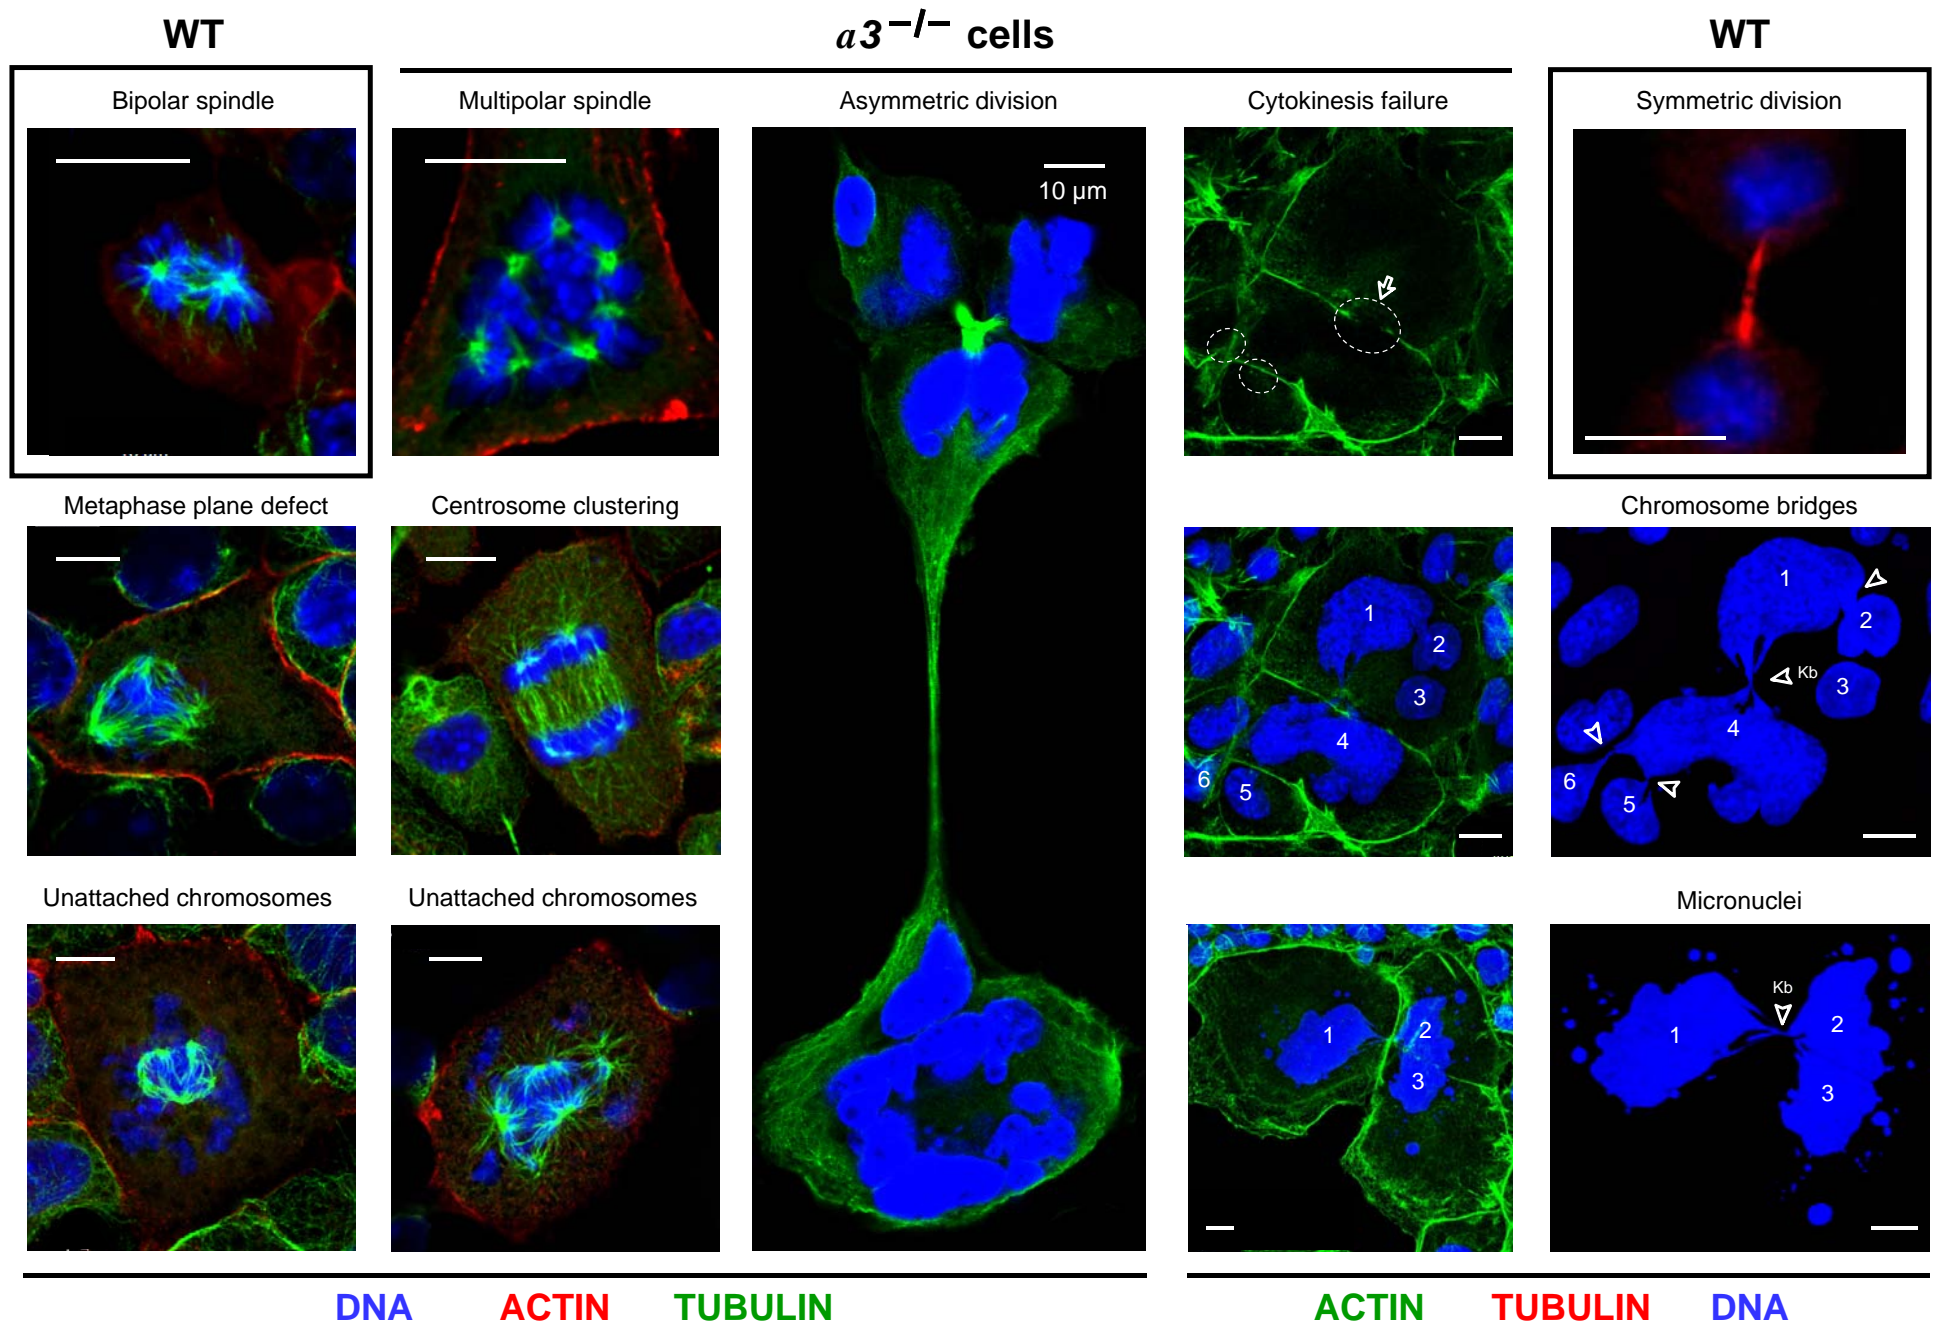 WT
a3−/− cells
WT
Bipolar spindle
Multipolar spindle
Asymmetric division
Cytokinesis failure
Symmetric division
10 µm
Metaphase plane defect
Centrosome clustering
Chromosome bridges
1
2
3
4
5
6
1
2
Kb
3
4
6
5
Unattached chromosomes
Unattached chromosomes
Micronuclei
1
2
3
Kb
1
2
3
DNA ACTIN TUBULIN
ACTIN TUBULIN DNA